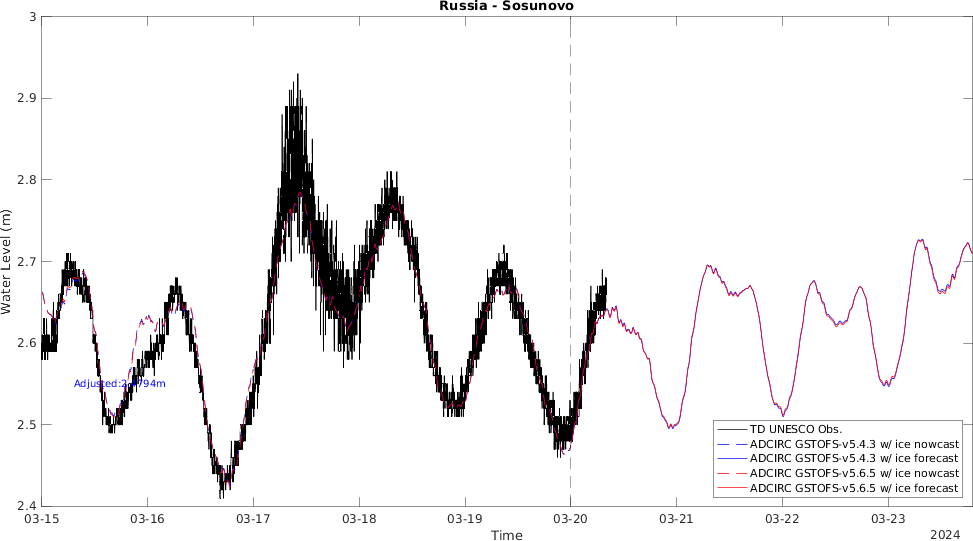 Russia - Sosunovo
3
2.9
2.8
2.7
2.6
2.5
2.4
Water Level (m)
03-15 03-16 03-17 03-18 03-19 03-20 03-21 03-22 03-23
Time
2024
TD UNESCO Obs.
ADCIRC GSTOFS-v5.4.3 w/ ice nowcast
ADCIRC GSTOFS-v5.4.3 w/ ice forecast
ADCIRC GSTOFS-v5.6.5 w/ ice nowcast
ADCIRC GSTOFS-v5.6.5 w/ ice forecast